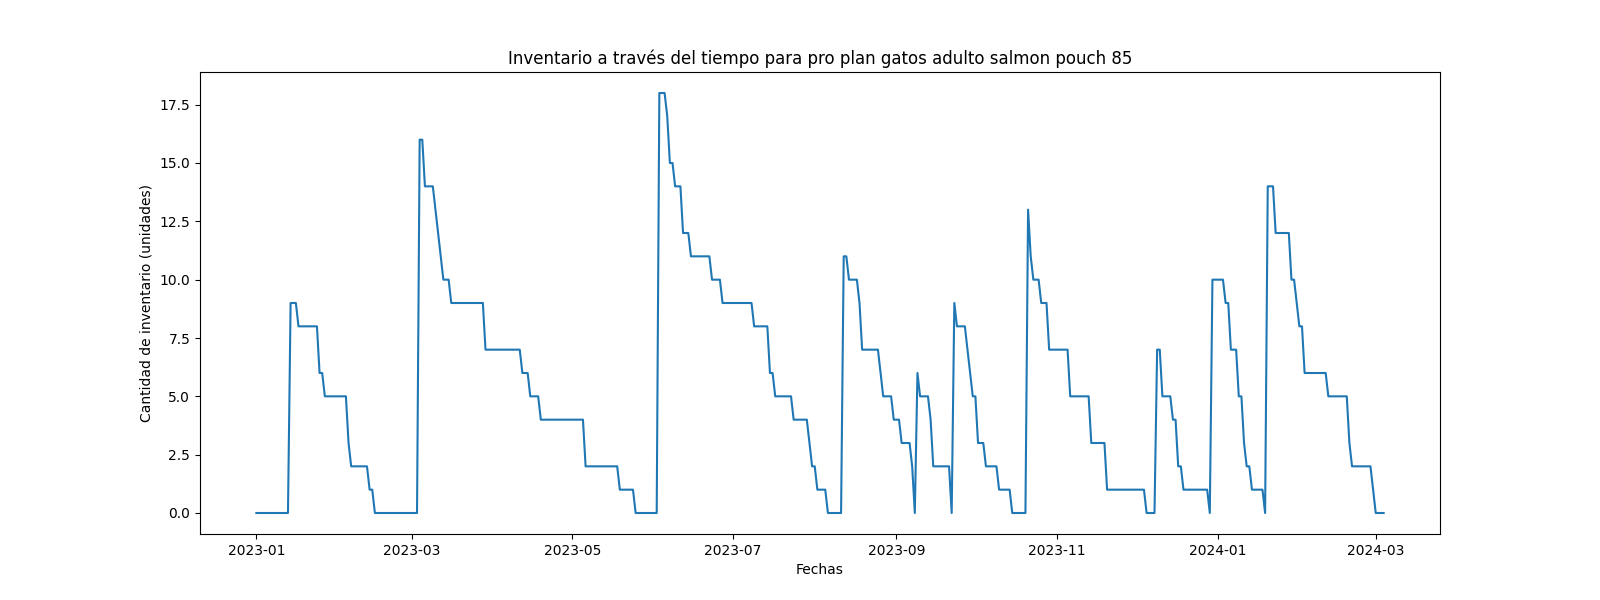 Inventario a través del tiempo para pro plan gatos adulto salmon pouch 85
Cantidad de inventario (unidades)
17.5
15.0
12.5
10.0
7.5
5.0
2.5
0.0
2023-01 2023-03 2023-05 2023-07 2023-09 2023-11 2024-01 2024-03
Fechas